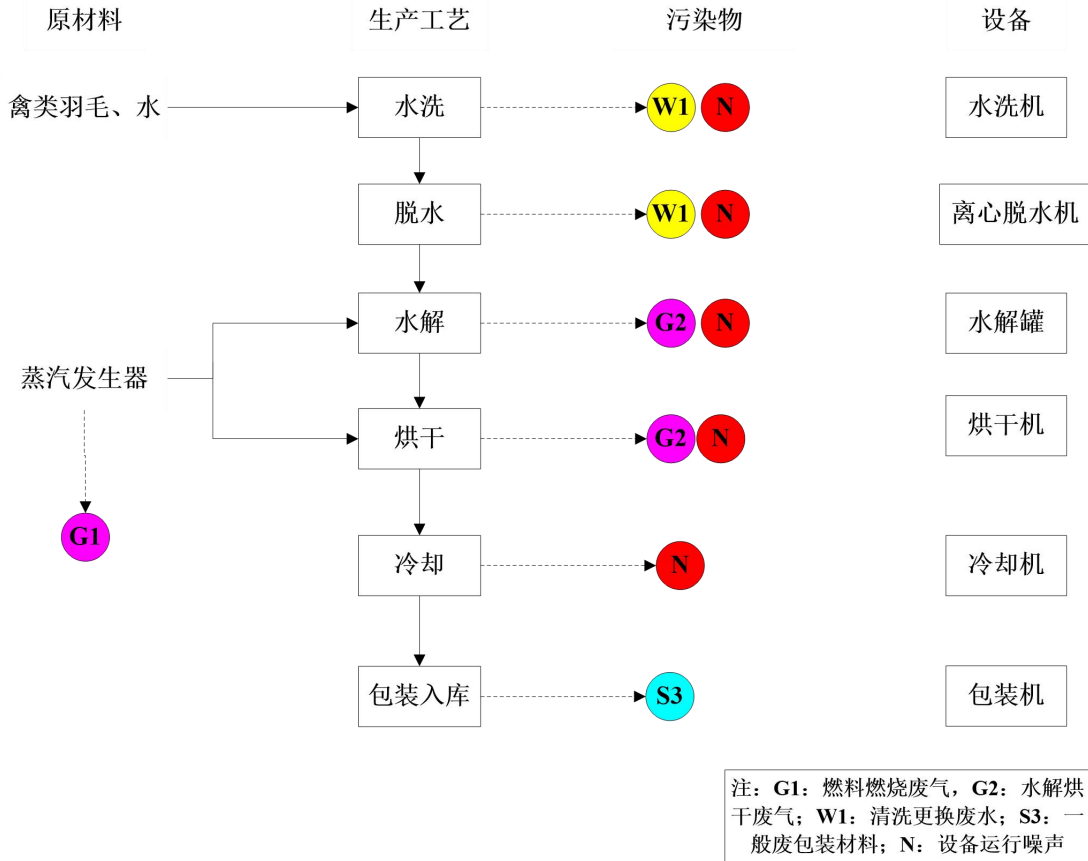 原材料 生产工艺 污染物 设备
禽类羽毛、水 水洗 W1 N 水洗机
脱水 W1 N 离心脱水机
水解 G2 N 水解罐
蒸汽发生器
烘干 G2 N 烘干机
G1
冷却 N 冷却机
包装入库 S3 包装机
注：G1：燃料燃烧废气，G2：水解烘
干废气；W1：清洗更换废水；S3：一
般废包装材料；N：设备运行噪声